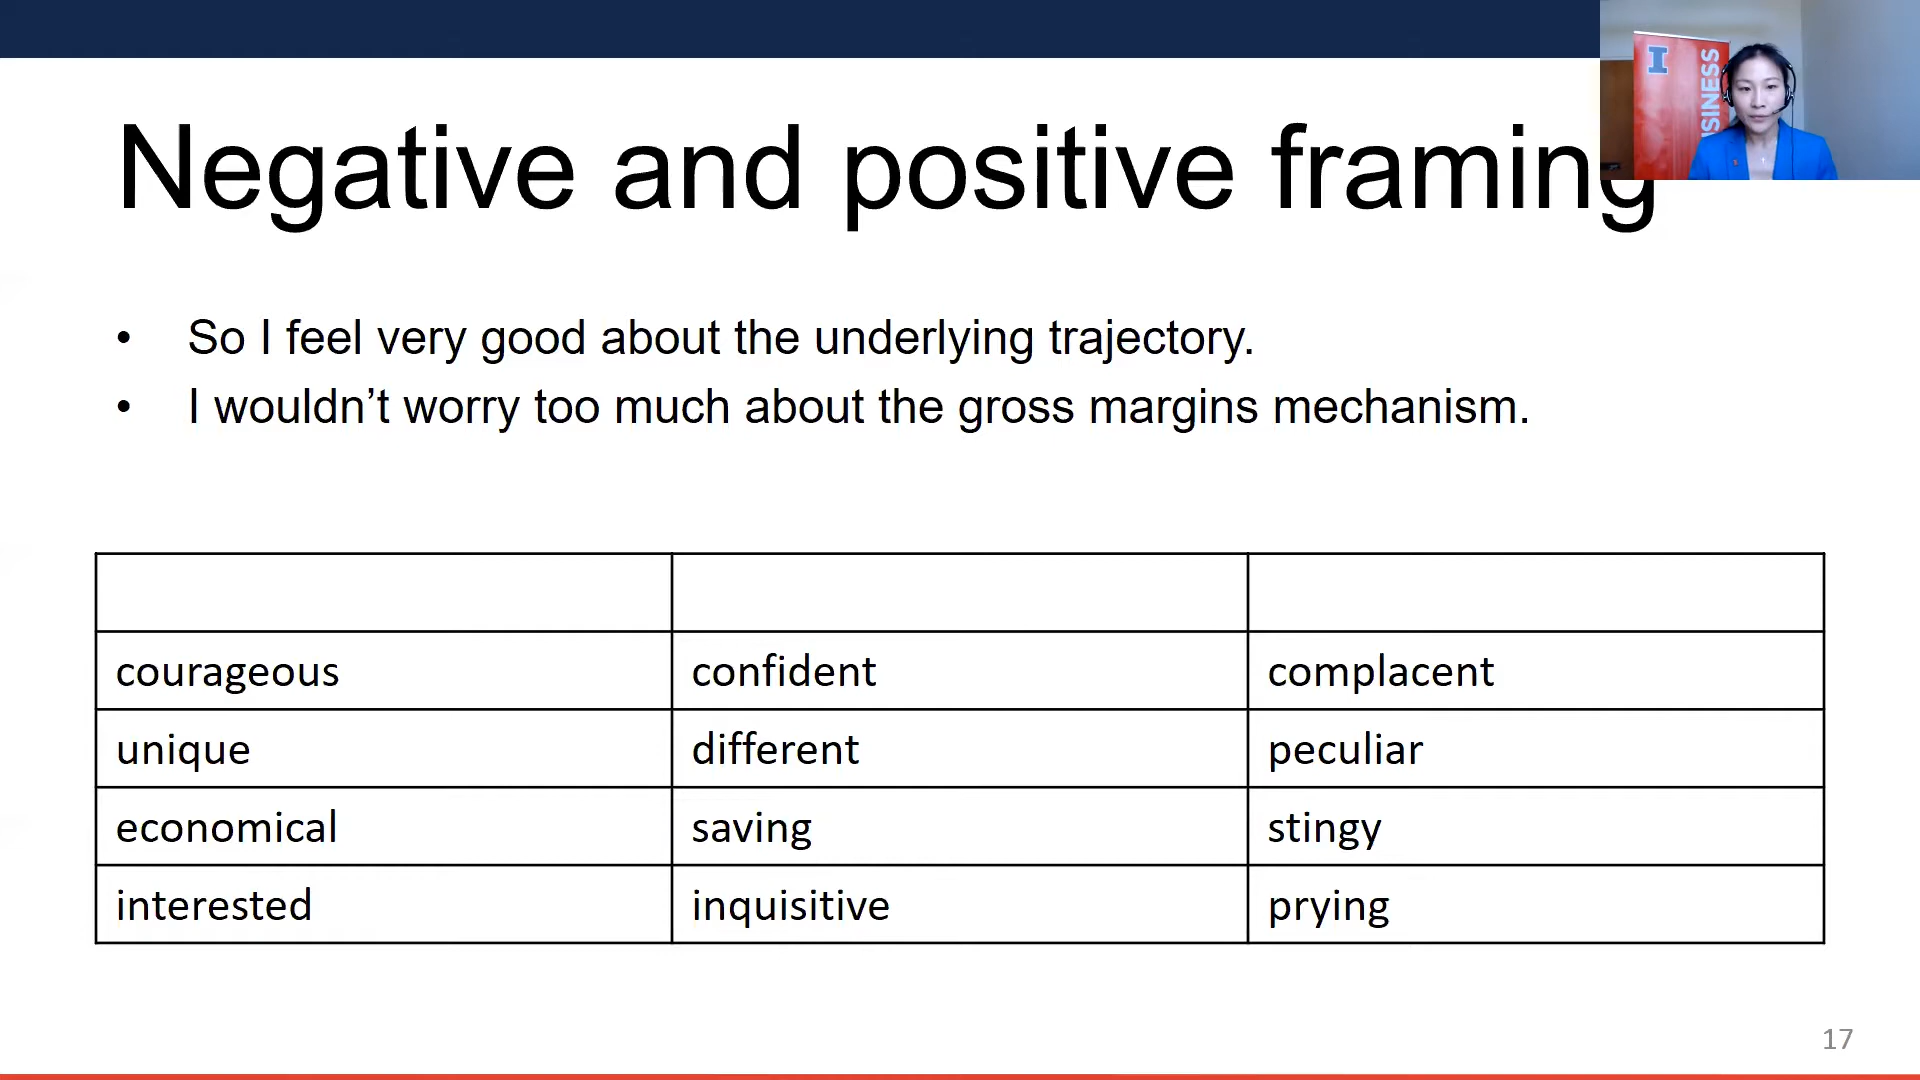 Negative and positive framing
I
BUSINESS
• So I feel very good about the underlying trajectory.
• I wouldn’t worry too much about the gross margins mechanism.
courageous confident complacent
unique different peculiar
economical saving stingy
interested inquisitive prying
17